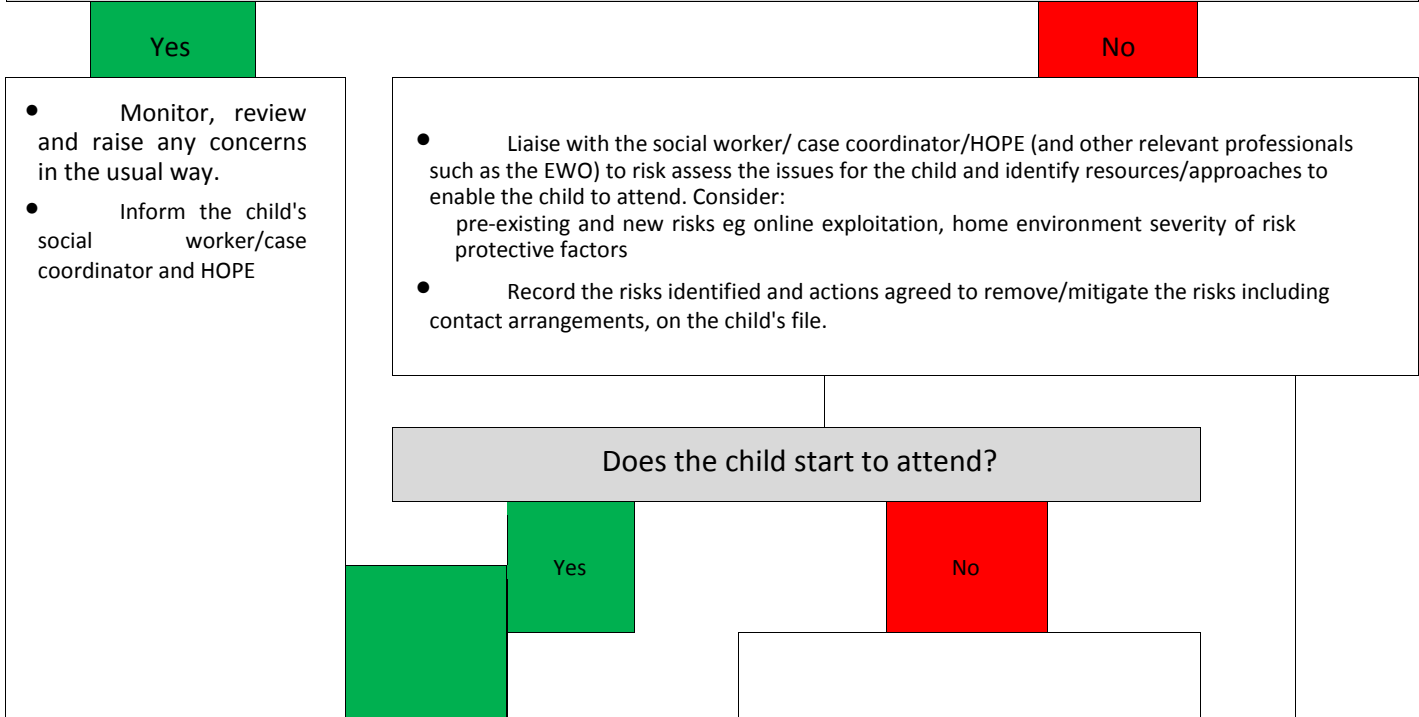 Yes
No
• Monitor, review
and raise any concerns
in the usual way.
• Inform the child's
social worker/case
coordinator and HOPE
• Liaise with the social worker/ case coordinator/HOPE (and other relevant professionals
such as the EWO) to risk assess the issues for the child and identify resources/approaches to
enable the child to attend. Consider:
pre-existing and new risks eg online exploitation, home environment severity of risk
protective factors
• Record the risks identified and actions agreed to remove/mitigate the risks including
contact arrangements, on the child's file.
Does the child start to attend?
Yes
No